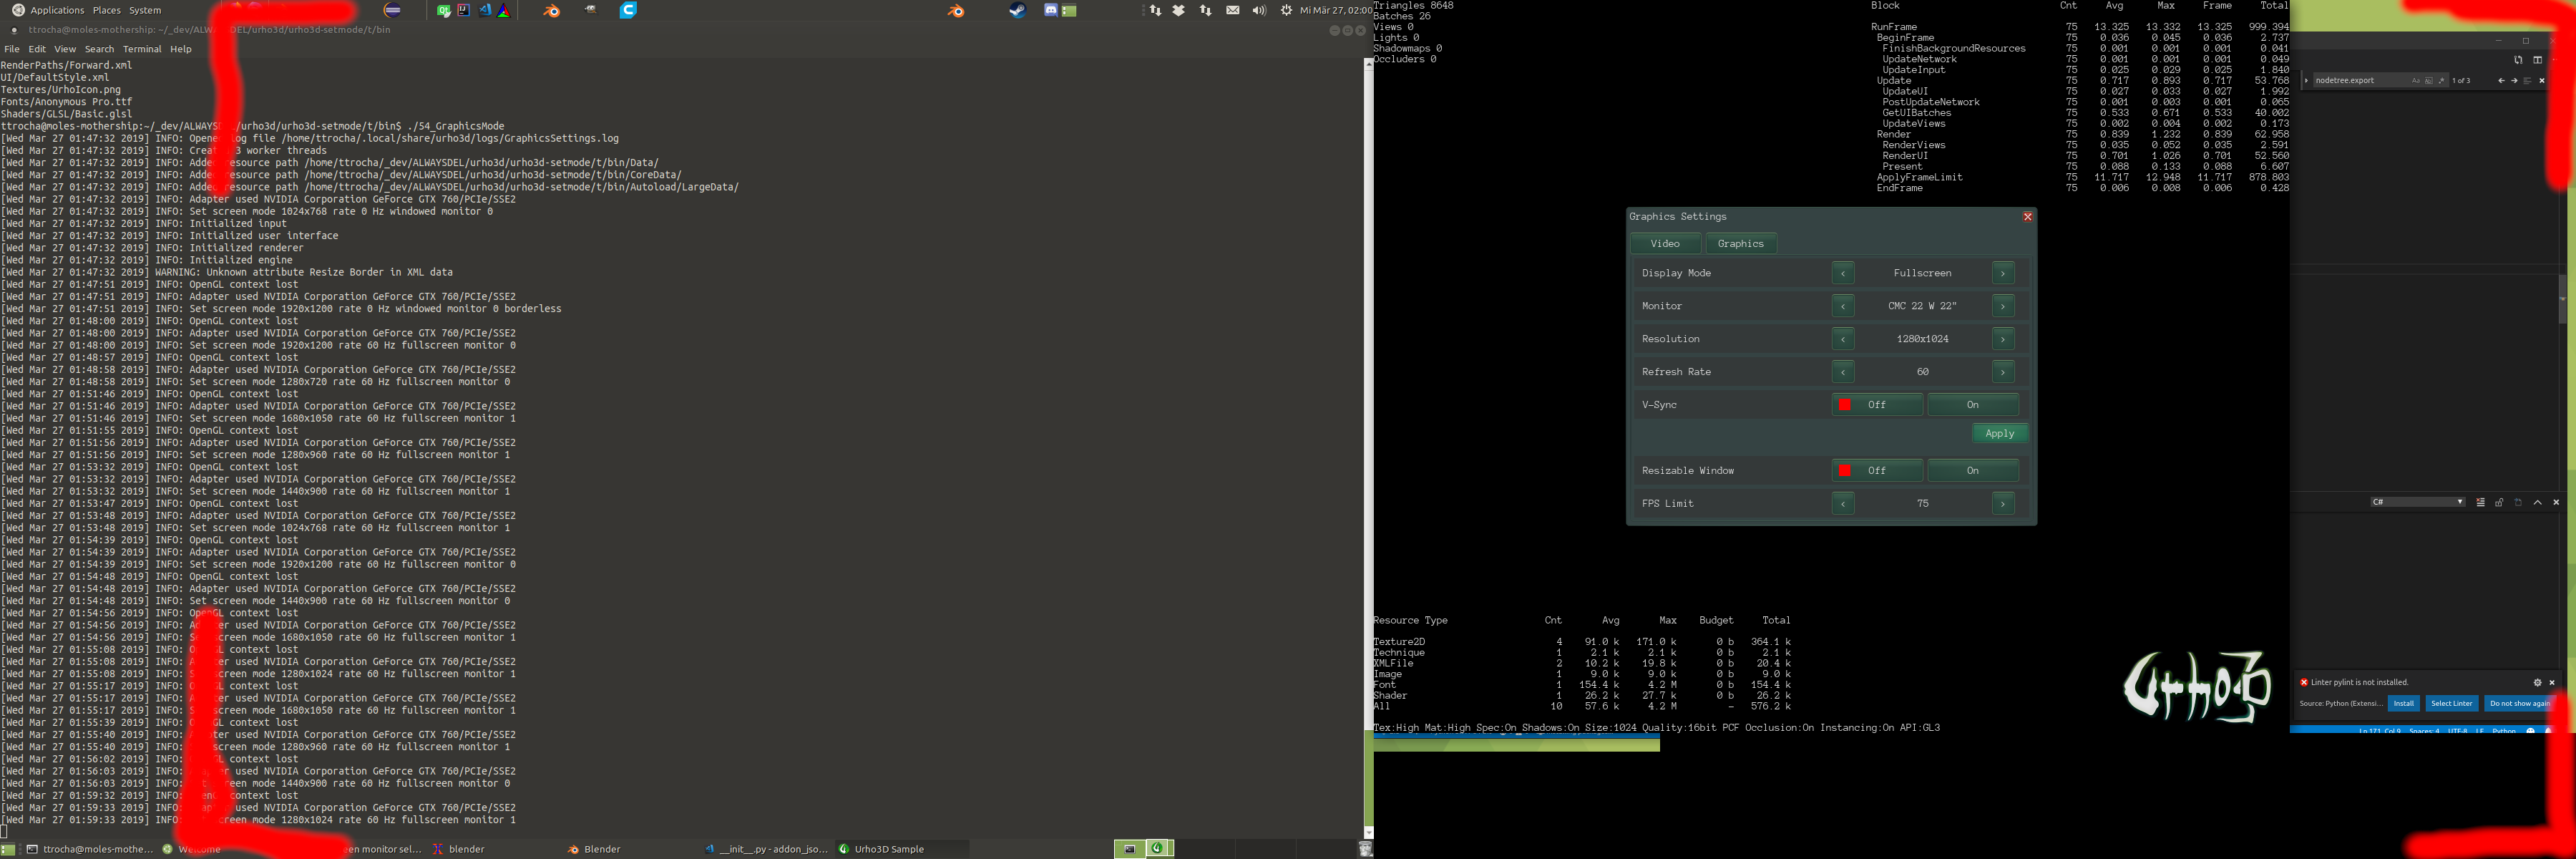 Applications Places System
Mi Mär 27, 02:00
ttrocha@moles-mothership: ~/_dev/ALWAYSDEL/urho3d/urho3d-setmode/t/bin
File Edit View Search Terminal Help
RenderPaths/Forward.xml
UI/DefaultStyle.xml
Textures/UrhoIcon.png
Fonts/Anonymous Pro.ttf
Shaders/GLSL/Basic.glsl
ttrocha@moles-mothership:~/_dev/ALWAYSDEL/urho3d/urho3d-setmode/t/bin$ ./54_GraphicsMode
[Wed Mar 27 01:47:32 2019] INFO: Opened log file /home/ttrocha/.local/share/urho3d/logs/GraphicsSettings.log
[Wed Mar 27 01:47:32 2019] INFO: Created 3 worker threads
[Wed Mar 27 01:47:32 2019] INFO: Added resource path /home/ttrocha/_dev/ALWAYSDEL/urho3d/urho3d-setmode/t/bin/Data/
[Wed Mar 27 01:47:32 2019] INFO: Added resource path /home/ttrocha/_dev/ALWAYSDEL/urho3d/urho3d-setmode/t/bin/CoreData/
[Wed Mar 27 01:47:32 2019] INFO: Added resource path /home/ttrocha/_dev/ALWAYSDEL/urho3d/urho3d-setmode/t/bin/Autoload/LargeData/
[Wed Mar 27 01:47:32 2019] INFO: Adapter used NVIDIA Corporation GeForce GTX 760/PCIe/SSE2
[Wed Mar 27 01:47:32 2019] INFO: Set screen mode 1024x768 rate 0 Hz windowed monitor 0
[Wed Mar 27 01:47:32 2019] INFO: Initialized input
[Wed Mar 27 01:47:32 2019] INFO: Initialized user interface
[Wed Mar 27 01:47:32 2019] INFO: Initialized renderer
[Wed Mar 27 01:47:32 2019] INFO: Initialized engine
[Wed Mar 27 01:47:32 2019] WARNING: Unknown attribute Resize Border in XML data
[Wed Mar 27 01:47:51 2019] INFO: OpenGL context lost
[Wed Mar 27 01:47:51 2019] INFO: Adapter used NVIDIA Corporation GeForce GTX 760/PCIe/SSE2
[Wed Mar 27 01:47:51 2019] INFO: Set screen mode 1920x1200 rate 0 Hz windowed monitor 0 borderless
[Wed Mar 27 01:48:00 2019] INFO: OpenGL context lost
[Wed Mar 27 01:48:00 2019] INFO: Adapter used NVIDIA Corporation GeForce GTX 760/PCIe/SSE2
[Wed Mar 27 01:48:00 2019] INFO: Set screen mode 1920x1200 rate 60 Hz fullscreen monitor 0
[Wed Mar 27 01:48:57 2019] INFO: OpenGL context lost
[Wed Mar 27 01:48:58 2019] INFO: Adapter used NVIDIA Corporation GeForce GTX 760/PCIe/SSE2
[Wed Mar 27 01:48:58 2019] INFO: Set screen mode 1280x720 rate 60 Hz fullscreen monitor 0
[Wed Mar 27 01:51:46 2019] INFO: OpenGL context lost
[Wed Mar 27 01:51:46 2019] INFO: Adapter used NVIDIA Corporation GeForce GTX 760/PCIe/SSE2
[Wed Mar 27 01:51:46 2019] INFO: Set screen mode 1680x1050 rate 60 Hz fullscreen monitor 1
[Wed Mar 27 01:51:55 2019] INFO: OpenGL context lost
[Wed Mar 27 01:51:56 2019] INFO: Adapter used NVIDIA Corporation GeForce GTX 760/PCIe/SSE2
[Wed Mar 27 01:51:56 2019] INFO: Set screen mode 1280x960 rate 60 Hz fullscreen monitor 1
[Wed Mar 27 01:53:32 2019] INFO: OpenGL context lost
[Wed Mar 27 01:53:32 2019] INFO: Adapter used NVIDIA Corporation GeForce GTX 760/PCIe/SSE2
[Wed Mar 27 01:53:32 2019] INFO: Set screen mode 1440x900 rate 60 Hz fullscreen monitor 1
[Wed Mar 27 01:53:47 2019] INFO: OpenGL context lost
[Wed Mar 27 01:53:48 2019] INFO: Adapter used NVIDIA Corporation GeForce GTX 760/PCIe/SSE2
[Wed Mar 27 01:53:48 2019] INFO: Set screen mode 1024x768 rate 60 Hz fullscreen monitor 1
[Wed Mar 27 01:54:39 2019] INFO: OpenGL context lost
[Wed Mar 27 01:54:39 2019] INFO: Adapter used NVIDIA Corporation GeForce GTX 760/PCIe/SSE2
[Wed Mar 27 01:54:39 2019] INFO: Set screen mode 1920x1200 rate 60 Hz fullscreen monitor 0
[Wed Mar 27 01:54:48 2019] INFO: OpenGL context lost
[Wed Mar 27 01:54:48 2019] INFO: Adapter used NVIDIA Corporation GeForce GTX 760/PCIe/SSE2
[Wed Mar 27 01:54:48 2019] INFO: Set screen mode 1440x900 rate 60 Hz fullscreen monitor 0
[Wed Mar 27 01:54:56 2019] INFO: OpenGL context lost
[Wed Mar 27 01:54:56 2019] INFO: Adapter used NVIDIA Corporation GeForce GTX 760/PCIe/SSE2
[Wed Mar 27 01:54:56 2019] INFO: Set screen mode 1680x1050 rate 60 Hz fullscreen monitor 1
[Wed Mar 27 01:55:08 2019] INFO: OpenGL context lost
[Wed Mar 27 01:55:08 2019] INFO: Adapter used NVIDIA Corporation GeForce GTX 760/PCIe/SSE2
[Wed Mar 27 01:55:08 2019] INFO: Set screen mode 1280x1024 rate 60 Hz fullscreen monitor 1
[Wed Mar 27 01:55:17 2019] INFO: OpenGL context lost
[Wed Mar 27 01:55:17 2019] INFO: Adapter used NVIDIA Corporation GeForce GTX 760/PCIe/SSE2
[Wed Mar 27 01:55:17 2019] INFO: Set screen mode 1680x1050 rate 60 Hz fullscreen monitor 1
[Wed Mar 27 01:55:39 2019] INFO: OpenGL context lost
[Wed Mar 27 01:55:40 2019] INFO: Adapter used NVIDIA Corporation GeForce GTX 760/PCIe/SSE2
[Wed Mar 27 01:55:40 2019] INFO: Set screen mode 1280x960 rate 60 Hz fullscreen monitor 1
[Wed Mar 27 01:56:02 2019] INFO: OpenGL context lost
[Wed Mar 27 01:56:03 2019] INFO: Adapter used NVIDIA Corporation GeForce GTX 760/PCIe/SSE2
[Wed Mar 27 01:56:03 2019] INFO: Set screen mode 1440x900 rate 60 Hz fullscreen monitor 0
[Wed Mar 27 01:59:32 2019] INFO: OpenGL context lost
[Wed Mar 27 01:59:33 2019] INFO: Adapter used NVIDIA Corporation GeForce GTX 760/PCIe/SSE2
[Wed Mar 27 01:59:33 2019] INFO: Set screen mode 1280x1024 rate 60 Hz fullscreen monitor 1
ttrocha@moles-mothe... Welcome een monitor sel... blender Blender __init__.py - addon_jso... Urho3D Sample
Triangles 8648
Batches 26
Views 0
Lights 0
Shadowmaps 0
Occluders 0
Block Cnt Avg Max Frame Total
RunFrame 75 13.325 13.332 13.325 999.394
BeginFrame 75 0.036 0.045 0.036 2.737
FinishBackgroundResources 75 0.001 0.001 0.001 0.041
UpdateNetwork 75 0.001 0.001 0.001 0.049
UpdateInput 75 0.025 0.029 0.025 1.840
Update 75 0.717 0.893 0.717 53.768
UpdateUI 75 0.027 0.033 0.027 1.992
PostUpdateNetwork 75 0.001 0.003 0.001 0.065
GetUIBatches 75 0.533 0.671 0.533 40.002
UpdateViews 75 0.002 0.004 0.002 0.173
Render 75 0.839 1.232 0.839 62.958
RenderViews 75 0.035 0.052 0.035 2.591
RenderUI 75 0.701 1.026 0.701 52.560
Present 75 0.088 0.133 0.088 6.607
ApplyFrameLimit 75 11.717 12.948 11.717 878.803
EndFrame 75 0.006 0.008 0.006 0.428
Graphics Settings
Video Graphics
Display Mode < Fullscreen >
Monitor < CMC 22 W 22" >
Resolution < 1280x1024 >
Refresh Rate < 60 >
V-Sync Off On
Apply
Resizable Window Off On
FPS Limit < 75 >
Resource Type Cnt Avg Max Budget Total
Texture2D 4 91.0 k 171.0 k 0 b 364.1 k
Technique 1 2.1 k 2.1 k 0 b 2.1 k
XMLFile 2 10.2 k 19.8 k 0 b 20.4 k
Image 1 9.0 k 9.0 k 0 b 9.0 k
Font 1 154.4 k 4.2 M 0 b 154.4 k
Shader 1 26.2 k 27.7 k 0 b 26.2 k
All 10 57.6 k 4.2 M - 576.2 k
Tex:High Mat:High Spec:On Shadows:On Size:1024 Quality:16bit PCF Occlusion:On Instancing:On API:GL3
Urho
nodetree.export 1 of 3
C#
Linter pylint is not installed.
Source: Python (Extensi... Install Select Linter Do not show again
Ln 171, Col 9 Spaces: 4 UTF-8 LF Python